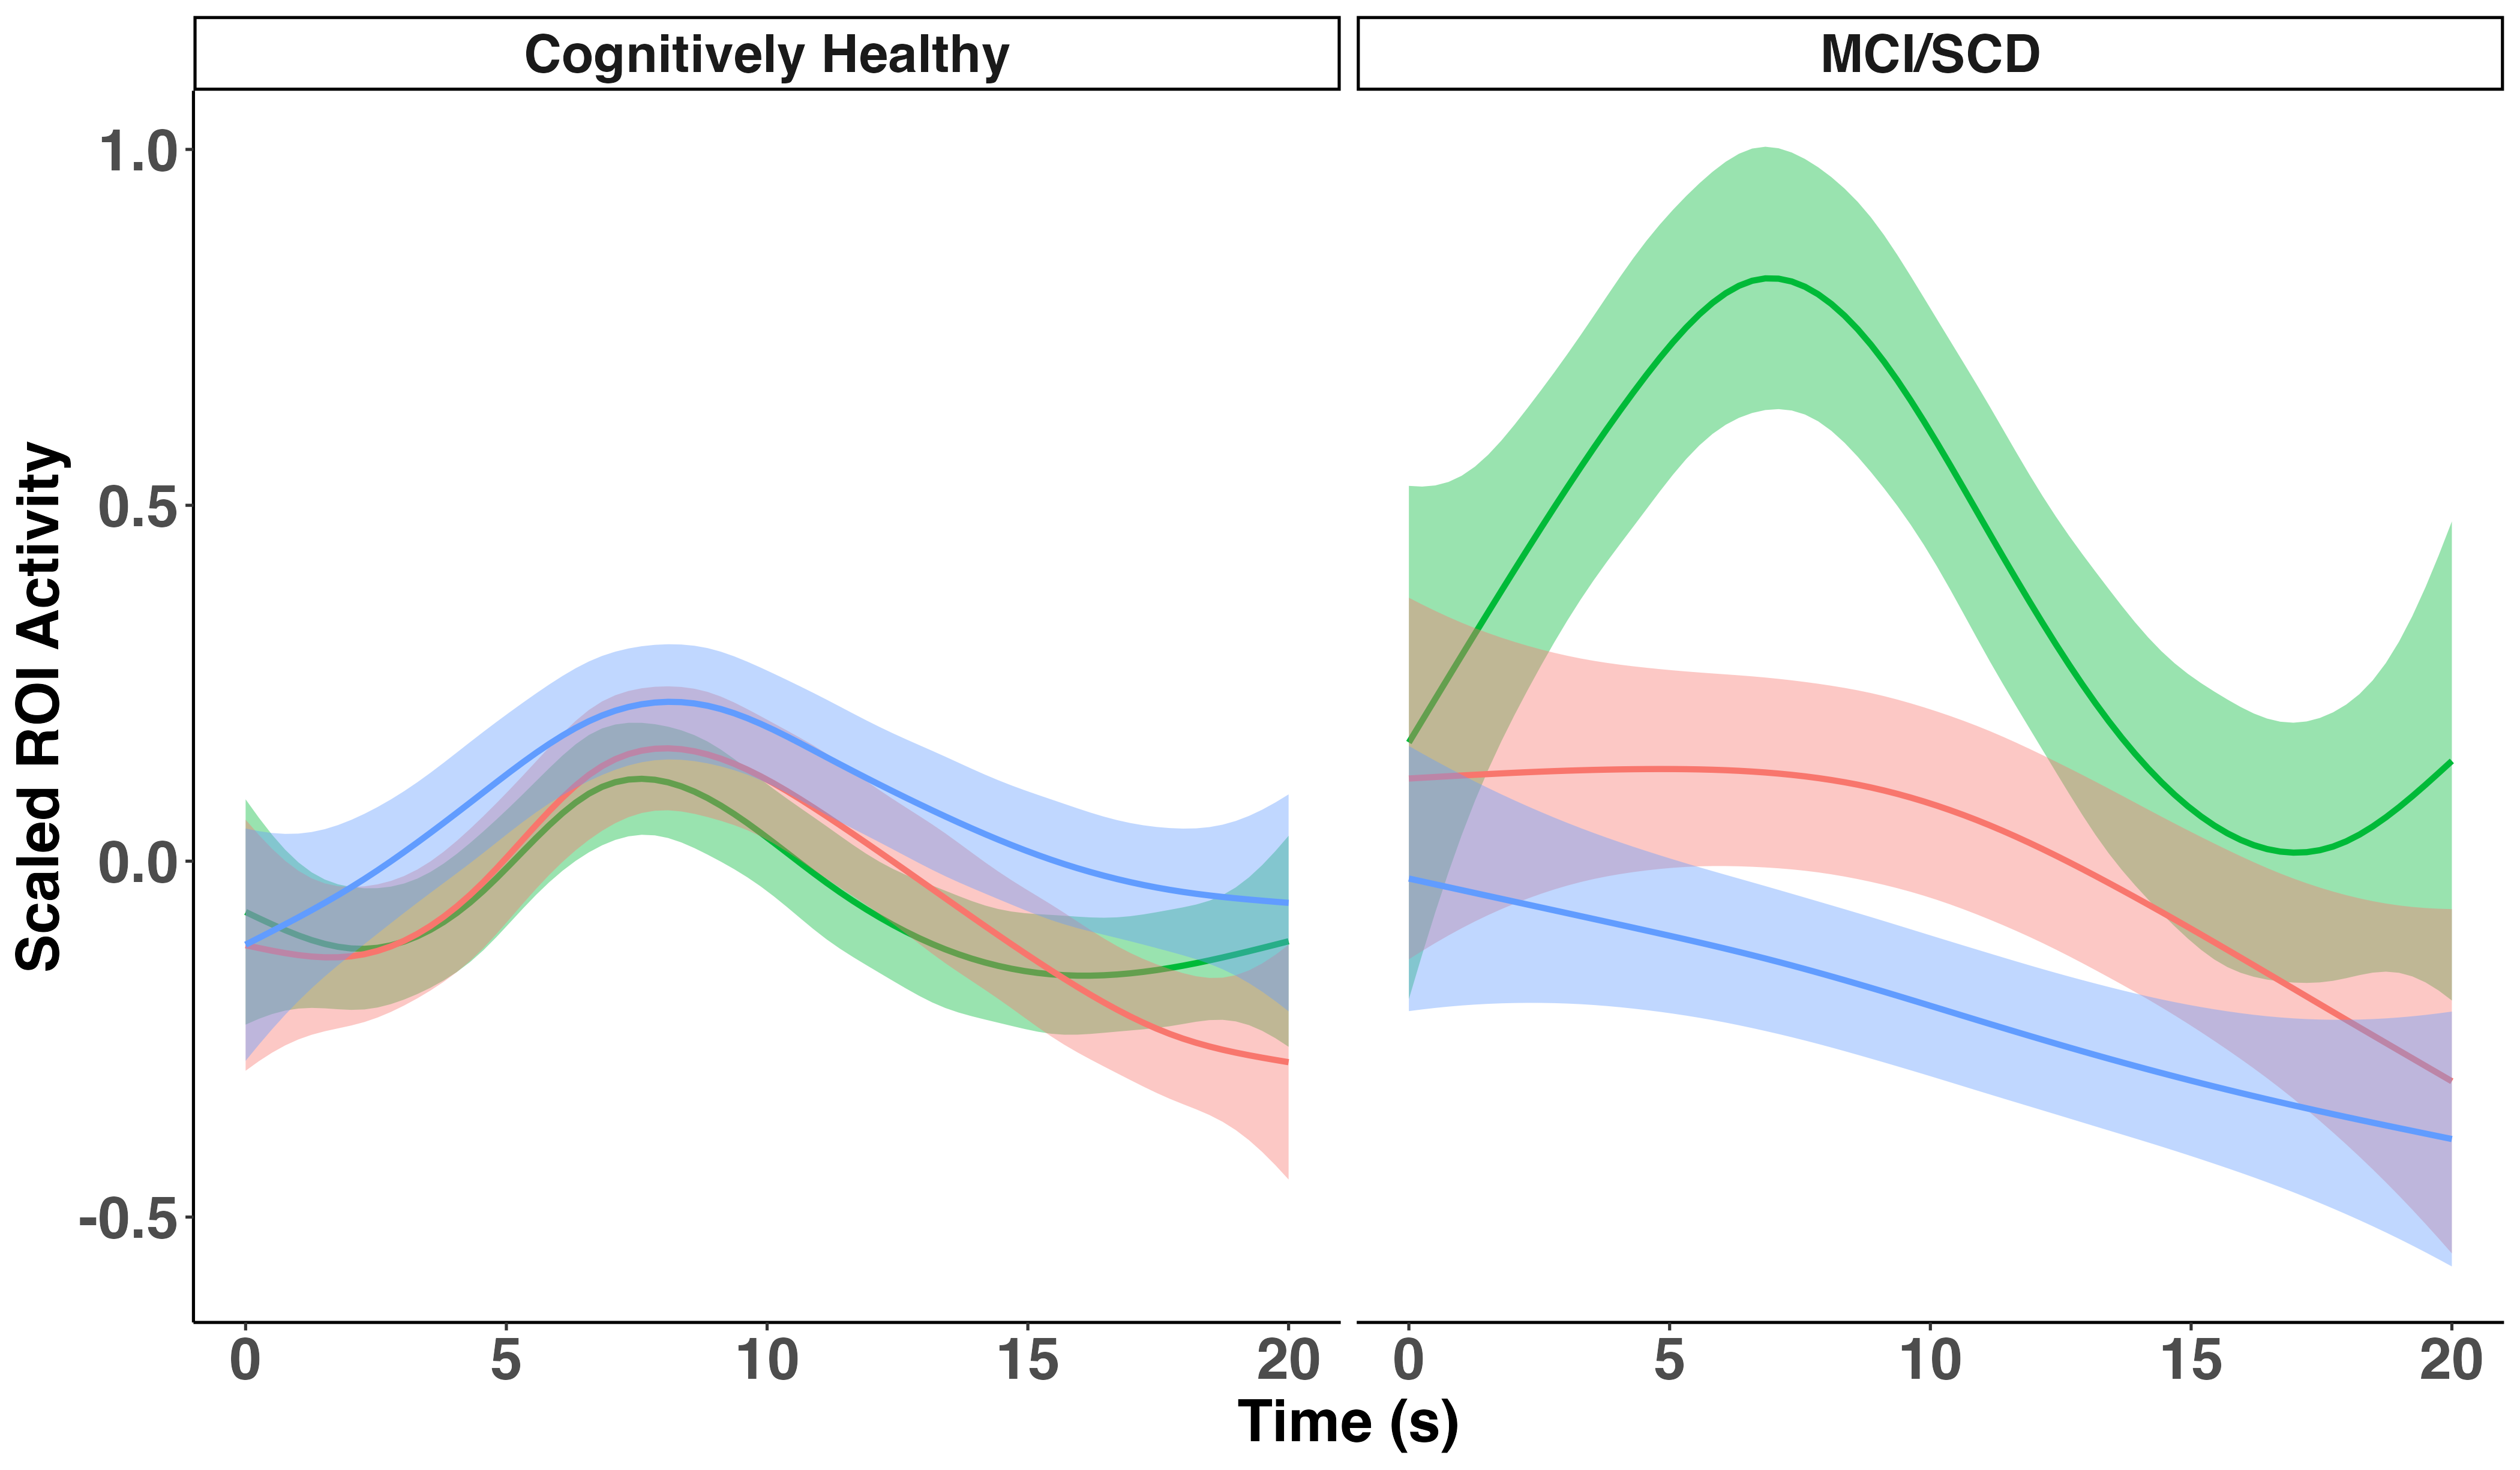 Cognitively Healthy
MCI/SCD
Scaled ROI Activity
1.0
0.5
0.0
-0.5
0 5 10 15 20
0 5 10 15 20
Time (s)